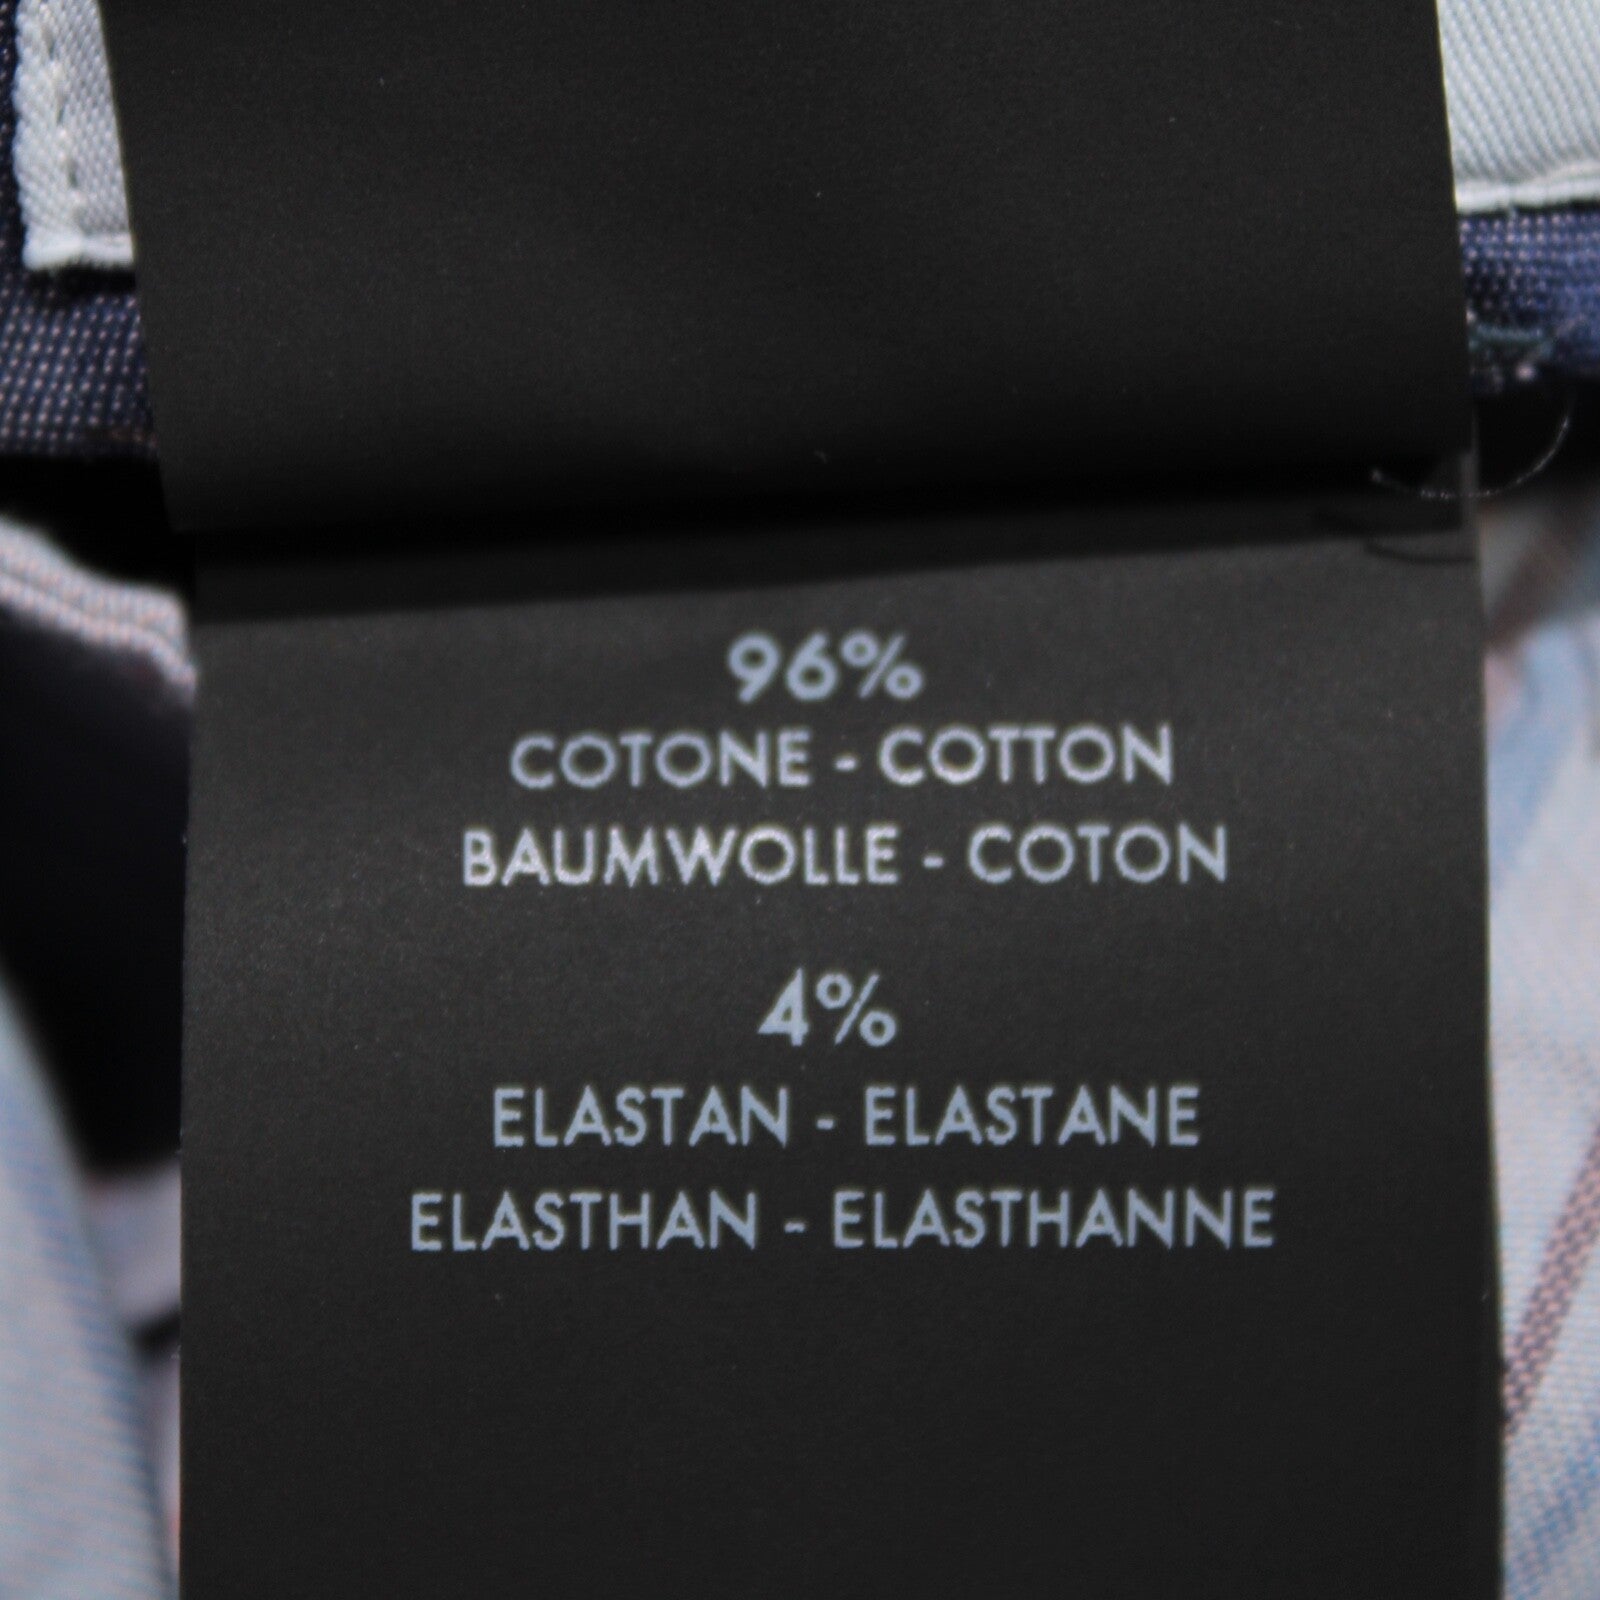 96%
COTONE - COTTON
BAUMWOLLE - COTON
4%
ELASTAN - ELASTANE
ELASTHAN - ELASTHANNE